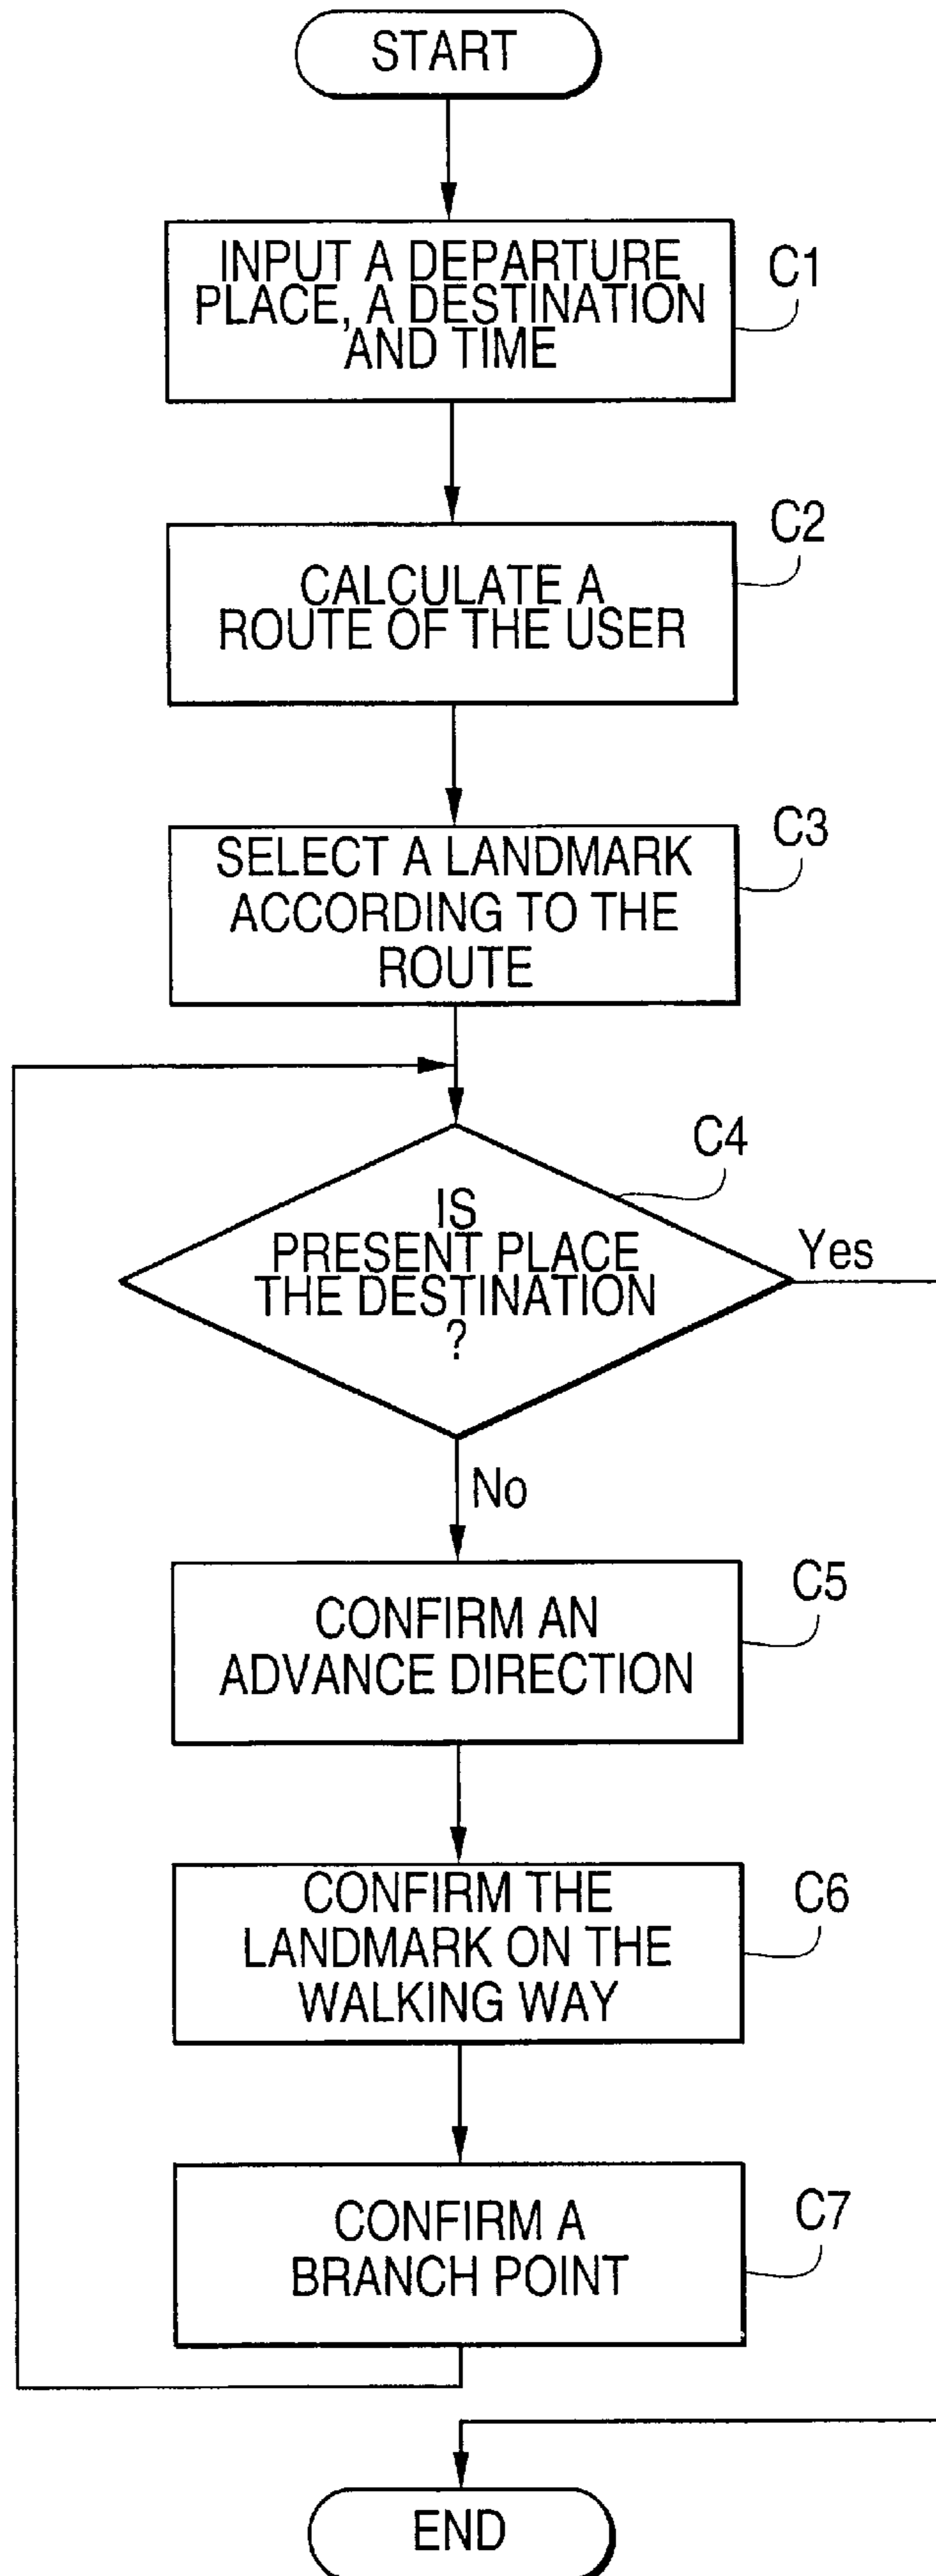 START
INPUT A DEPARTURE
PLACE, A DESTINATION
AND TIME
C1
CALCULATE A
ROUTE OF THE USER
C2
SELECT A LANDMARK
ACCORDING TO THE
ROUTE
C3
IS
PRESENT PLACE
THE DESTINATION
?
C4
Yes
No
CONFIRM AN
ADVANCE DIRECTION
C5
CONFIRM THE
LANDMARK ON THE
WALKING WAY
C6
CONFIRM A
BRANCH POINT
C7
END